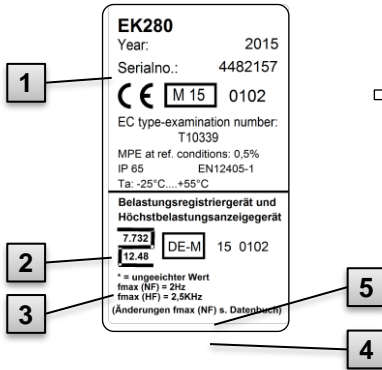 EK280
Year: 2015
Serialno.: 4482157
CE M 15 0102
EC type-examination number:
T10339
MPE at ref. conditions: 0,5%
IP 65 EN12405-1
Ta: -25°C....+55°C
Belastungsregistriergerät und
Höchstbelastungsanzeigegerät
7.732
12.48
DE-M 15 0102
* = ungeeichter Wert
fmax (NF) = 2Hz
fmax (HF) = 2,5KHz
(Änderungen fmax (NF) s. Datenbuch)
1
2
3
5
4